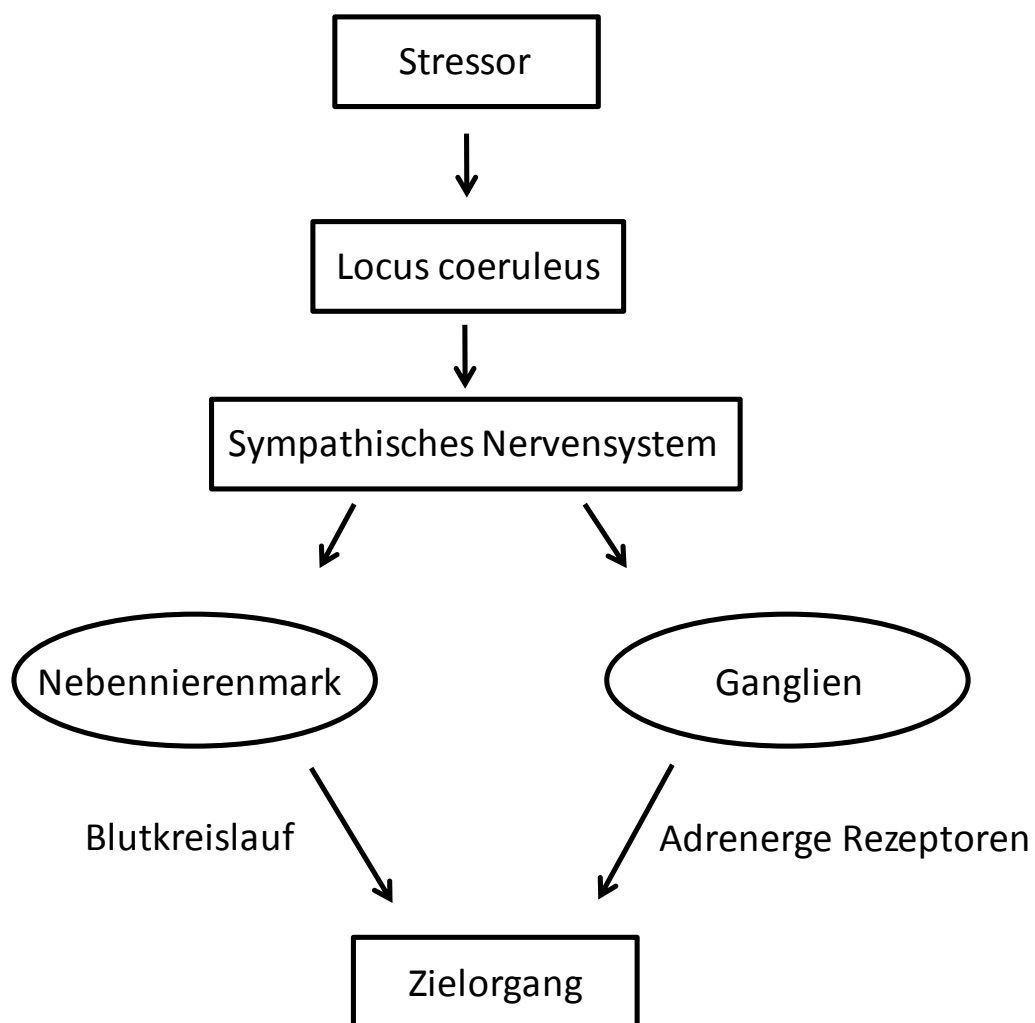 Stressor
Locus coeruleus
Sympathisches Nervensystem
Nebennierenmark
Ganglien
Blutkreislauf
Adrenerge Rezeptoren
Zielorgang